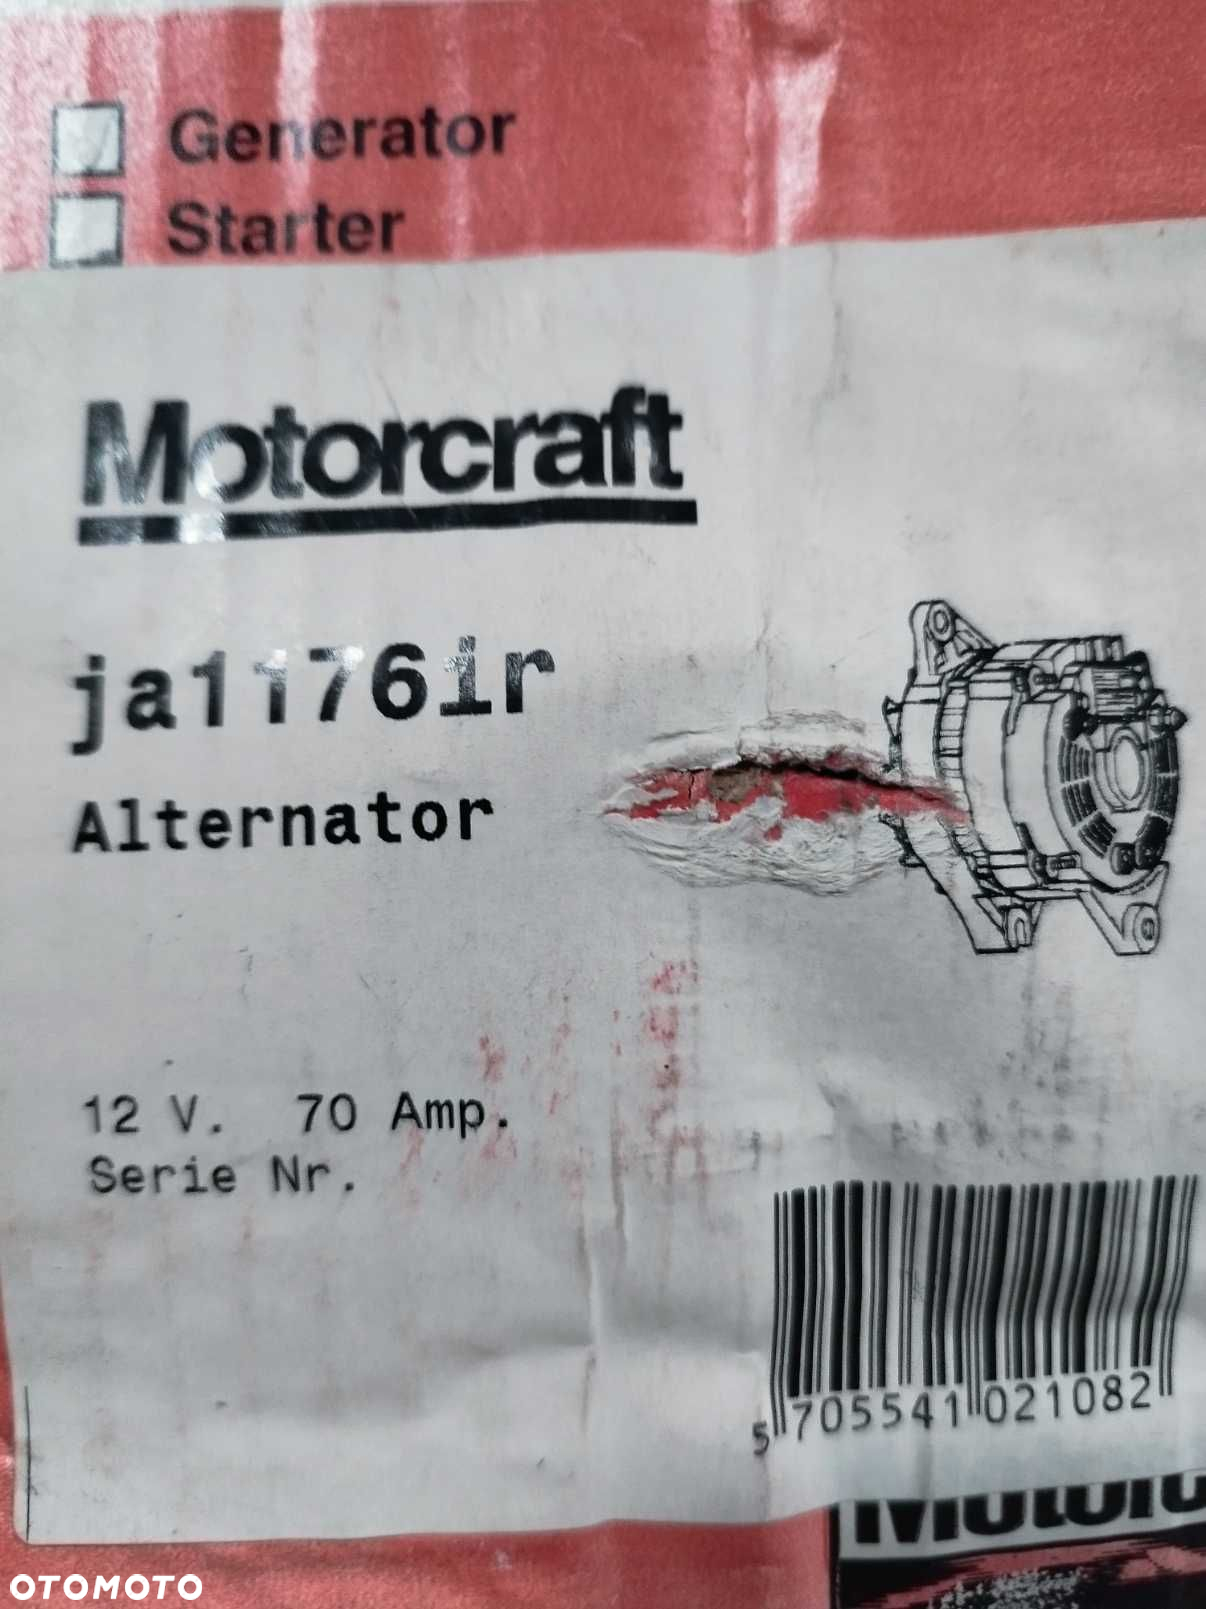 Generator
Starter
Motorcraft
ja1176ir
Alternator
12 V. 70 Amp.
Serie Nr.
5 705541 021082
OTOMOTO